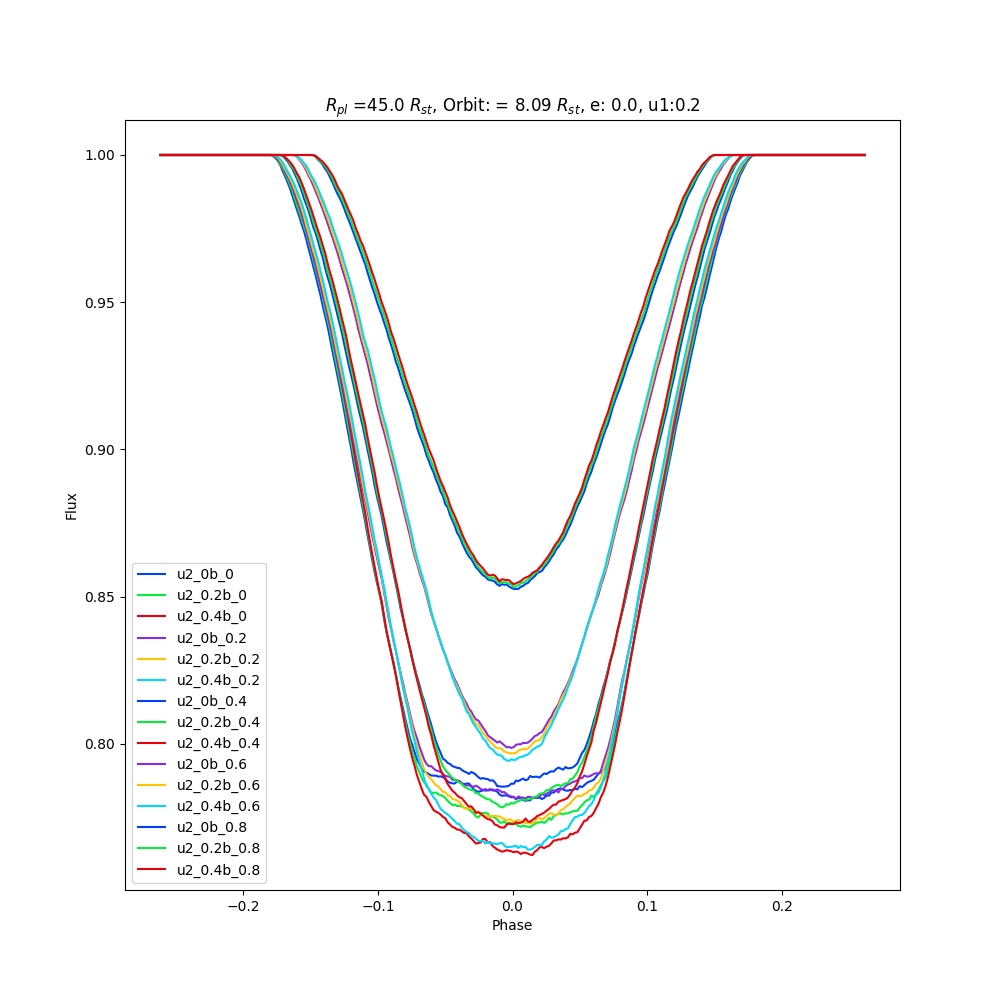 R_pl =45.0 R_st, Orbit: = 8.09 R_st, e: 0.0, u1:0.2
1.00
0.95
0.90
0.85
0.80
Flux
u2_0b_0
u2_0.2b_0
u2_0.4b_0
u2_0b_0.2
u2_0.2b_0.2
u2_0.4b_0.2
u2_0b_0.4
u2_0.2b_0.4
u2_0.4b_0.4
u2_0b_0.6
u2_0.2b_0.6
u2_0.4b_0.6
u2_0b_0.8
u2_0.2b_0.8
u2_0.4b_0.8
−0.2 −0.1 0.0 0.1 0.2
Phase